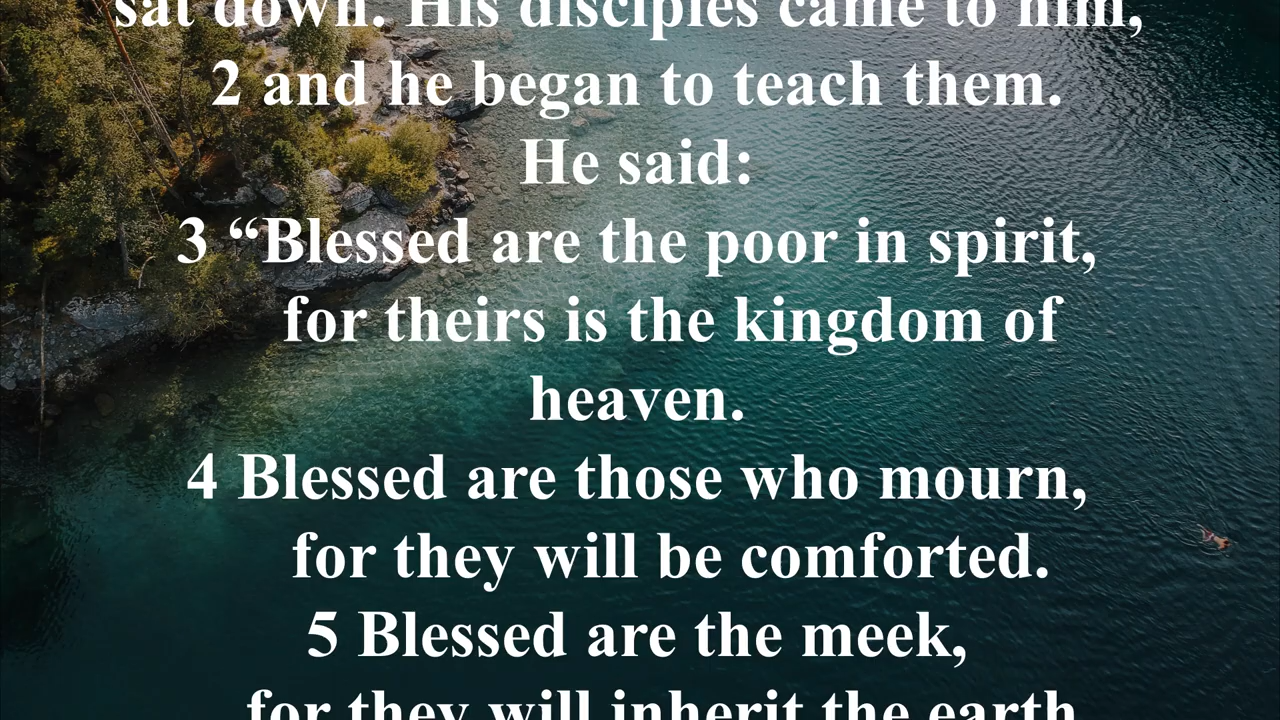 sat down. His disciples came to him,
2 and he began to teach them.
He said:
3 “Blessed are the poor in spirit,
for theirs is the kingdom of
heaven.
4 Blessed are those who mourn,
for they will be comforted.
5 Blessed are the meek,
for they will inherit the earth